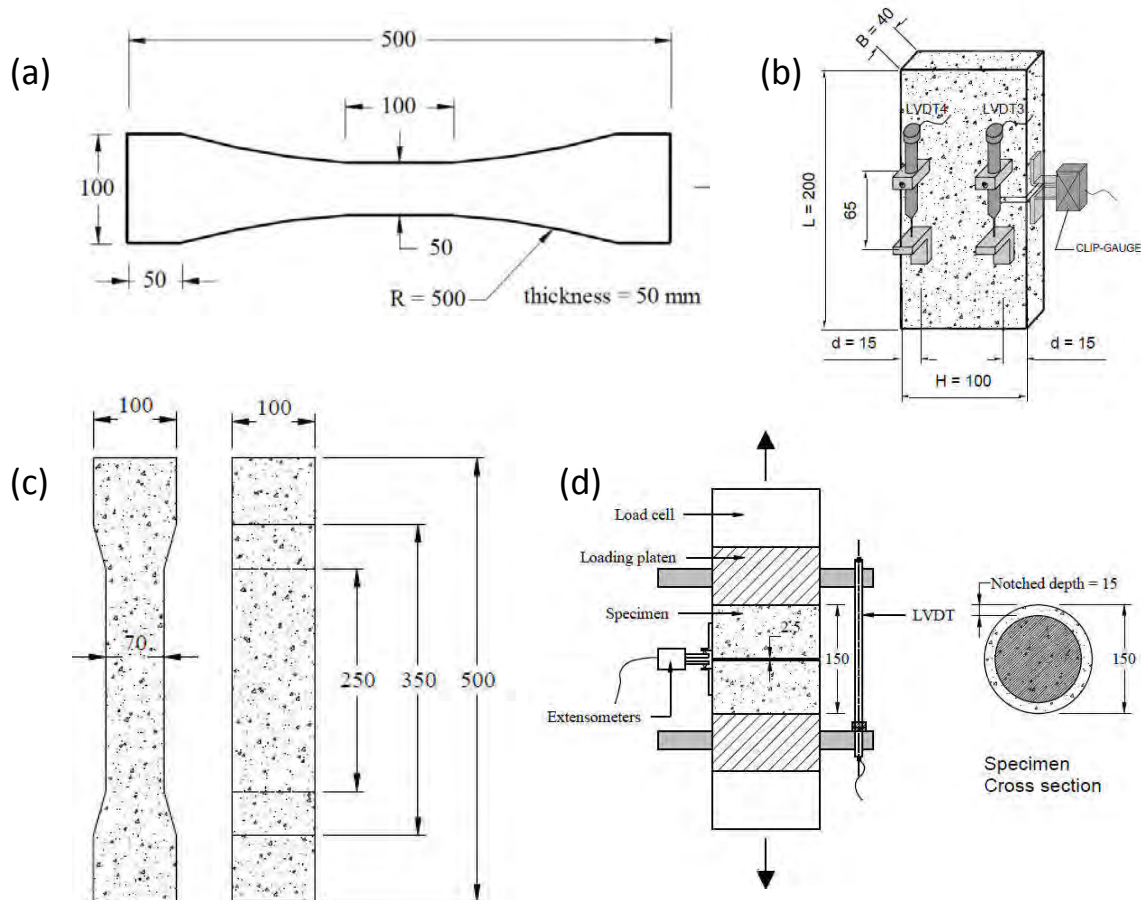 (a)
500
100
100
50
50
R = 500
thickness = 50 mm
(b)
B = 40
LVDT4
LVDT3
L = 200
65
CLIP-GAUGE
d = 15
d = 15
H = 100
(c)
100
100
70
250
350
500
(d)
Load cell
Loading platen
Specimen
2.5
150
LVDT
Extensometers
Notched depth = 15
150
Specimen
Cross section